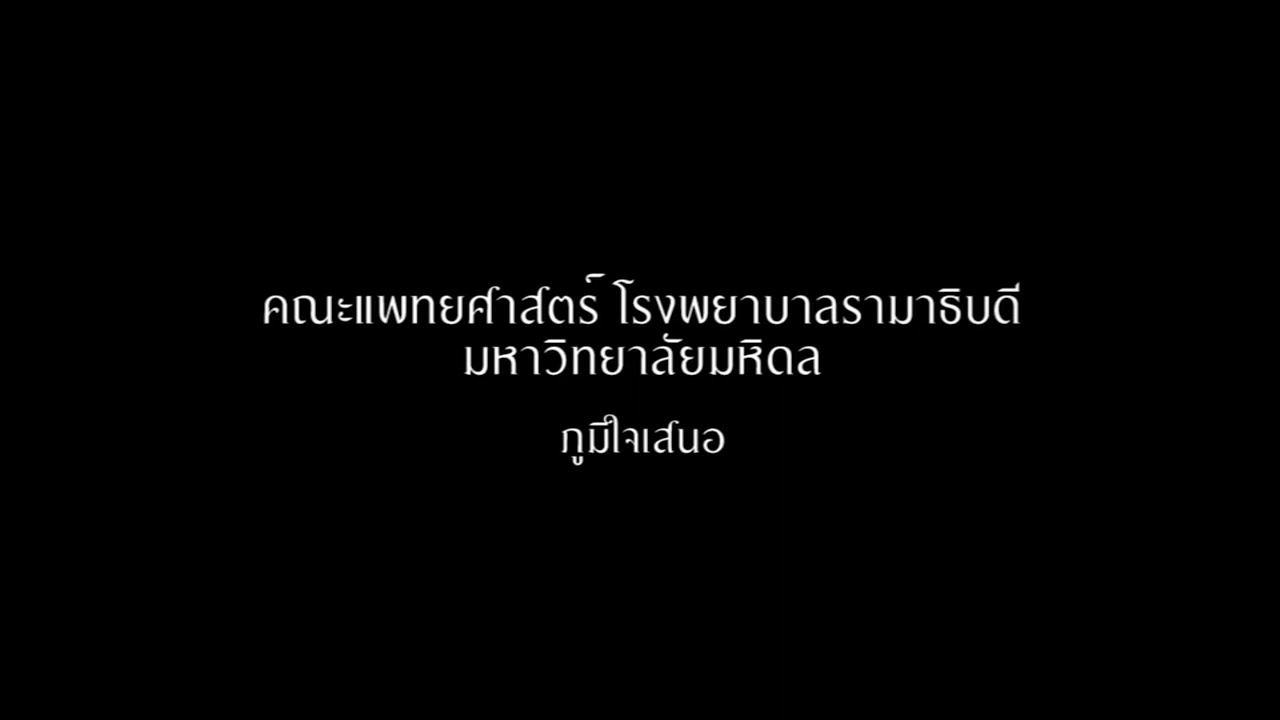 คณะแพทยศาสตร์ โรงพยาบาลรามาธิบดี
มหาวิทยาลัยมหิดล
ภูมิใจเสนอ